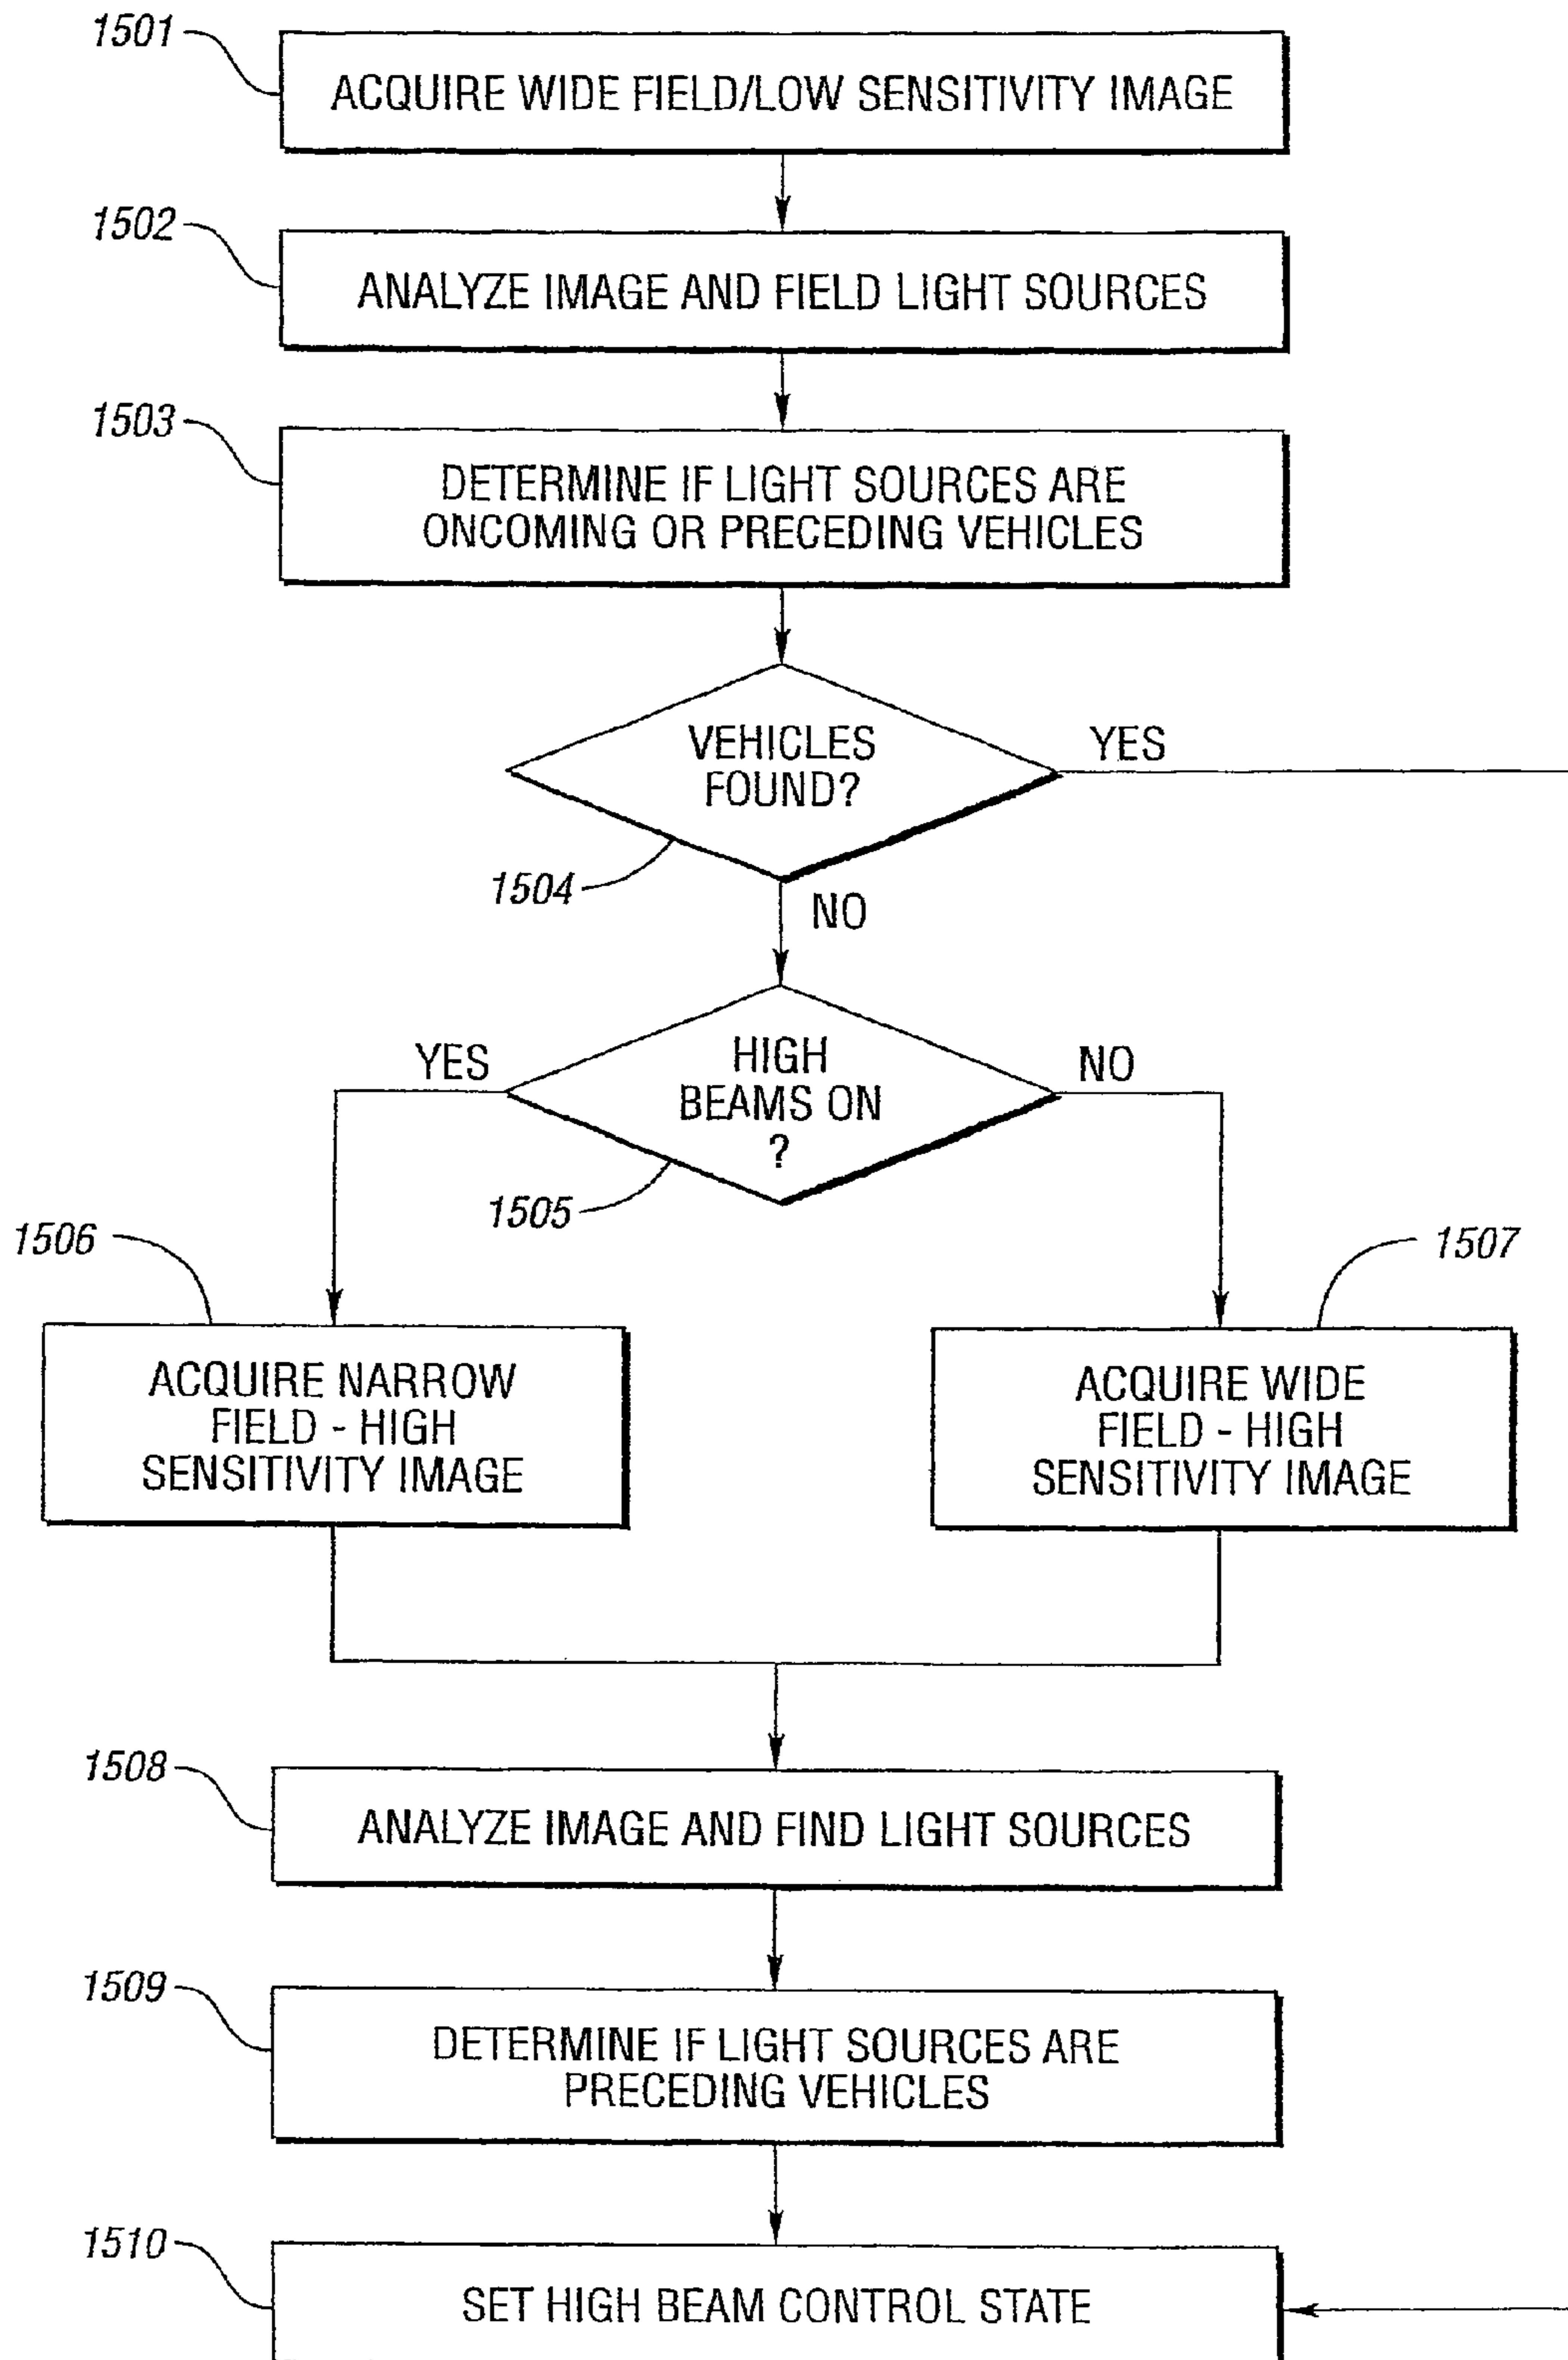 1501
ACQUIRE WIDE FIELD/LOW SENSITIVITY IMAGE
1502
ANALYZE IMAGE AND FIELD LIGHT SOURCES
1503
DETERMINE IF LIGHT SOURCES ARE
ONCOMING OR PRECEDING VEHICLES
VEHICLES
FOUND?
YES
1504
NO
HIGH
BEAMS ON
?
YES
NO
1505
1506
1507
ACQUIRE NARROW
FIELD - HIGH
SENSITIVITY IMAGE
ACQUIRE WIDE
FIELD - HIGH
SENSITIVITY IMAGE
1508
ANALYZE IMAGE AND FIND LIGHT SOURCES
1509
DETERMINE IF LIGHT SOURCES ARE
PRECEDING VEHICLES
1510
SET HIGH BEAM CONTROL STATE